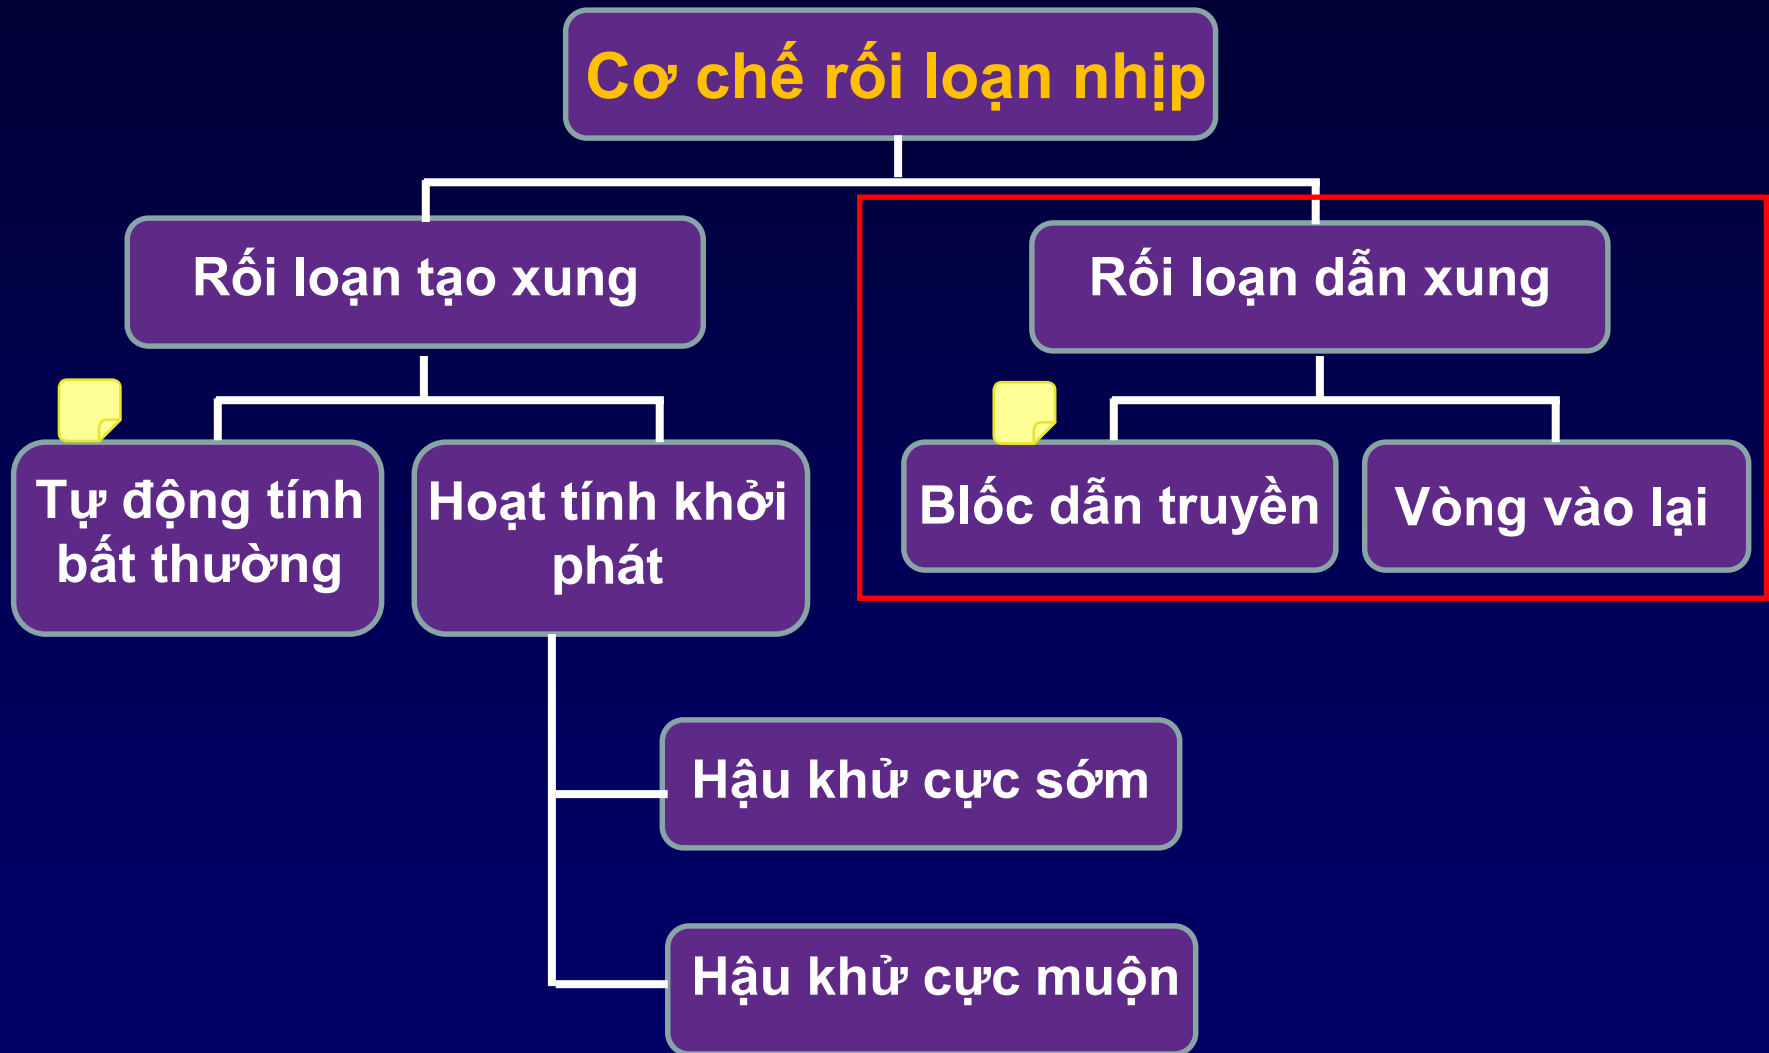 Cơ chế rối loạn nhịp
Rối loạn tạo xung
Rối loạn dẫn xung
Tự động tính
bất thường
Hoạt tính khởi
phát
Blốc dẫn truyền
Vòng vào lại
Hậu khử cực sớm
Hậu khử cực muộn